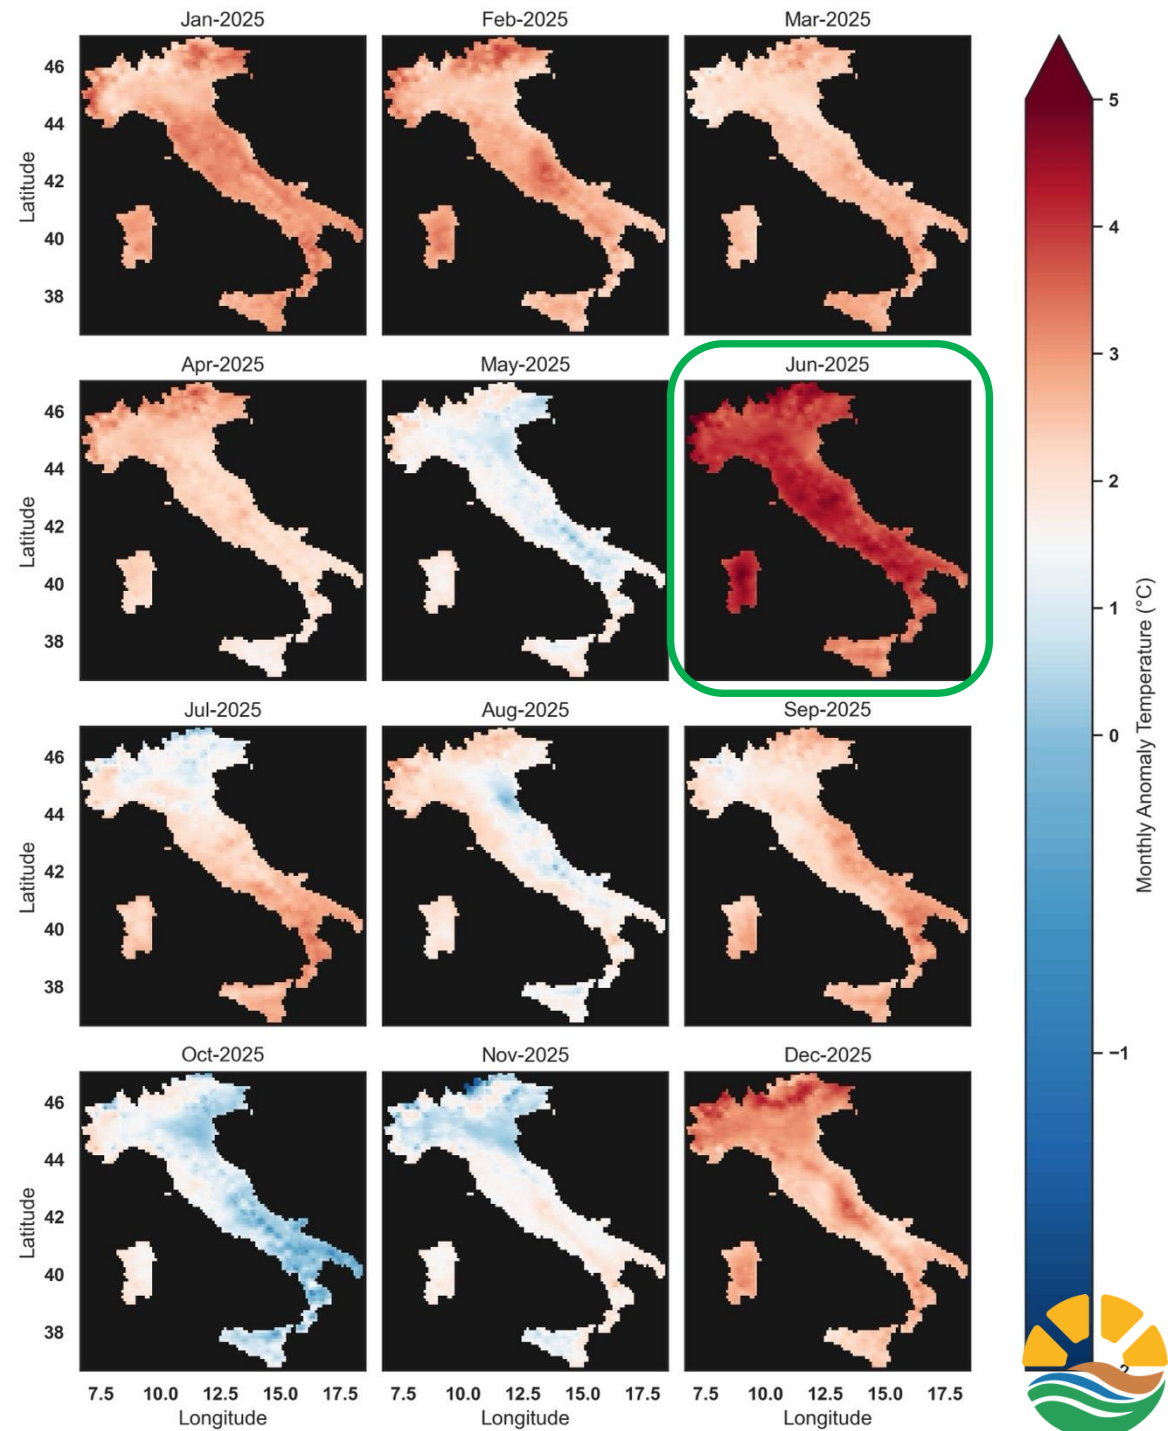 Jan-2025
Feb-2025
Mar-2025
46
44
42
40
38
Latitude
Apr-2025
May-2025
Jun-2025
46
44
42
40
38
Latitude
Jul-2025
Aug-2025
Sep-2025
46
44
42
40
38
Latitude
Oct-2025
Nov-2025
Dec-2025
46
44
42
40
38
Latitude
7.5 10.0 12.5 15.0 17.5
Longitude
7.5 10.0 12.5 15.0 17.5
Longitude
7.5 10.0 12.5 15.0 17.5
Longitude
5
4
3
2
1
0
−1
Monthly Anomaly Temperature (°C)